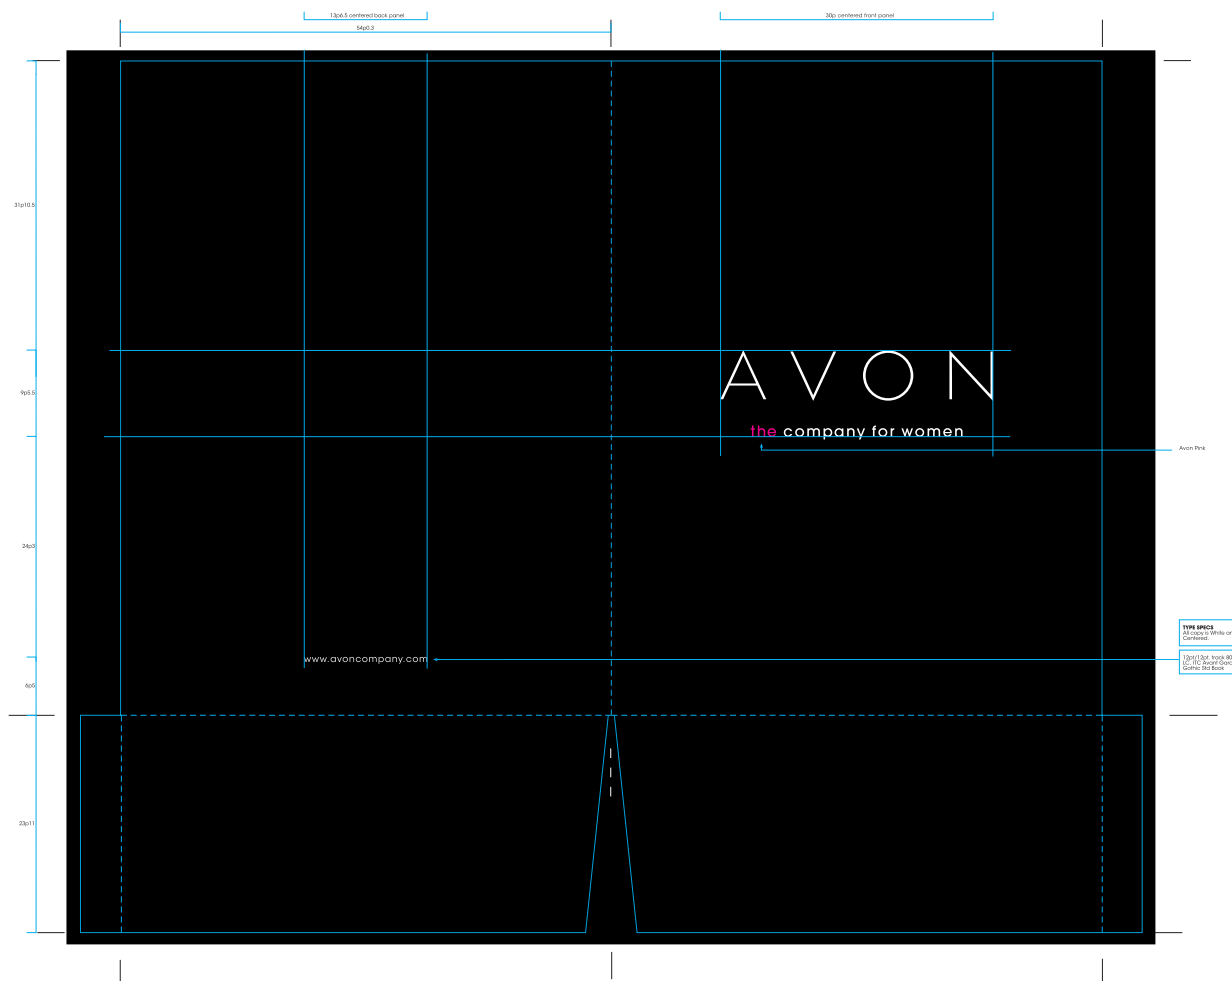 13p6.5 centered back panel
30p centered front panel
54p0.3
31p10.5
9p5.5
AVON
the company for women
Avon Pink
24p3
TYPE SPECS
All copy is White or
Centered.
www.avoncompany.com
12pt/12pt, track 80
LC, ITC Avant Gard
Gothic Std Book
6p5
23p11